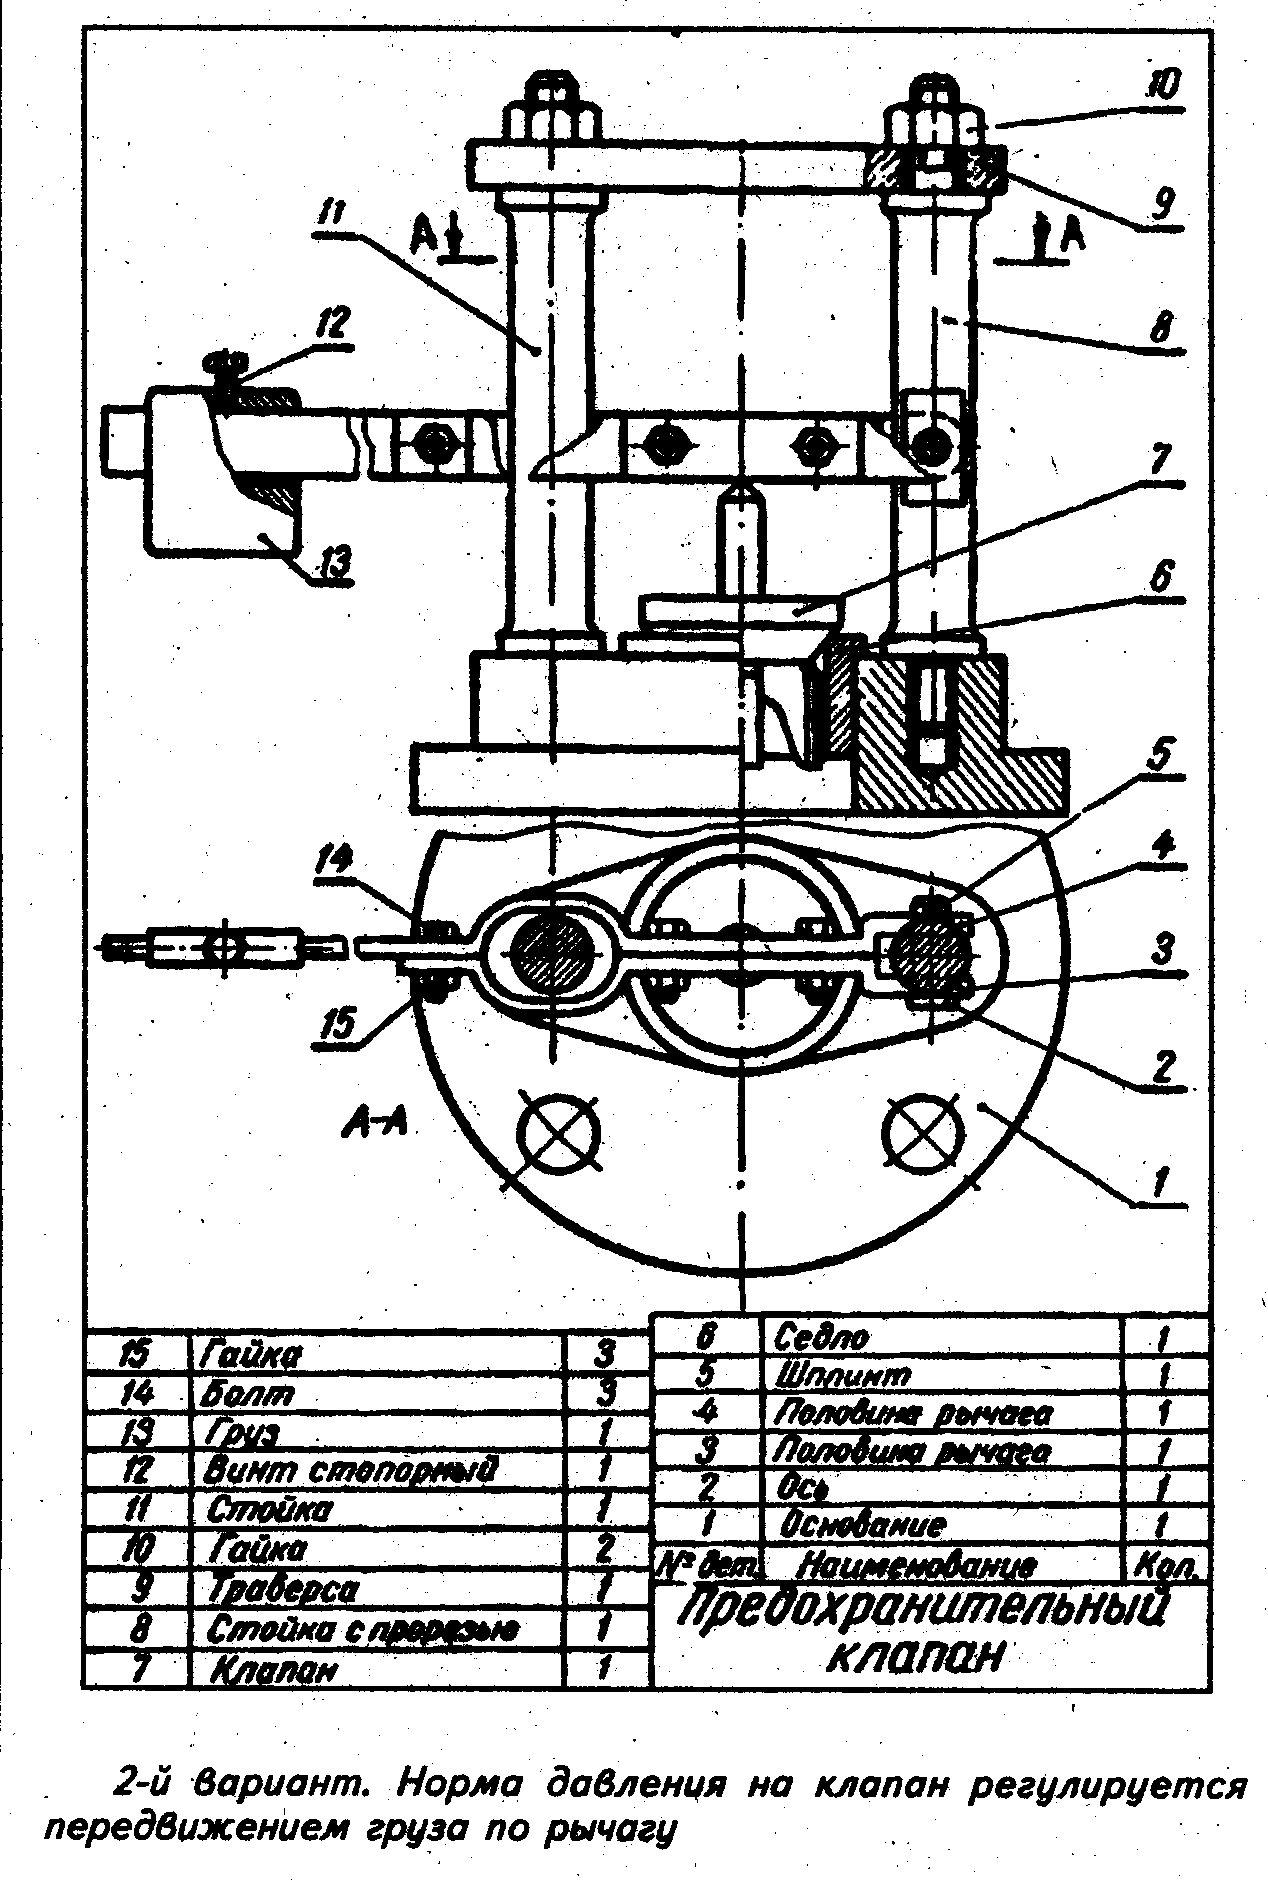 10
9
11
A
A
12
8
7
13
6
5
14
4
3
15
2
A-A
1
6 Седло 1
15 Гайка 3
5 Шплинт 1
14 Болт 3
4 Половина рычага 1
13 Груз 1
3 Половина рычага 1
12 Винт стопорный 1
2 Ось 1
11 Стойка 1
1 Основание 1
10 Гайка 2
№ дет. Наименование Кол.
9 Траверса 1
8 Стойка с прорезью 1
7 Клапан 1
Предохранительный
клапан
2-й вариант. Норма давления на клапан регулируется
передвижением груза по рычагу